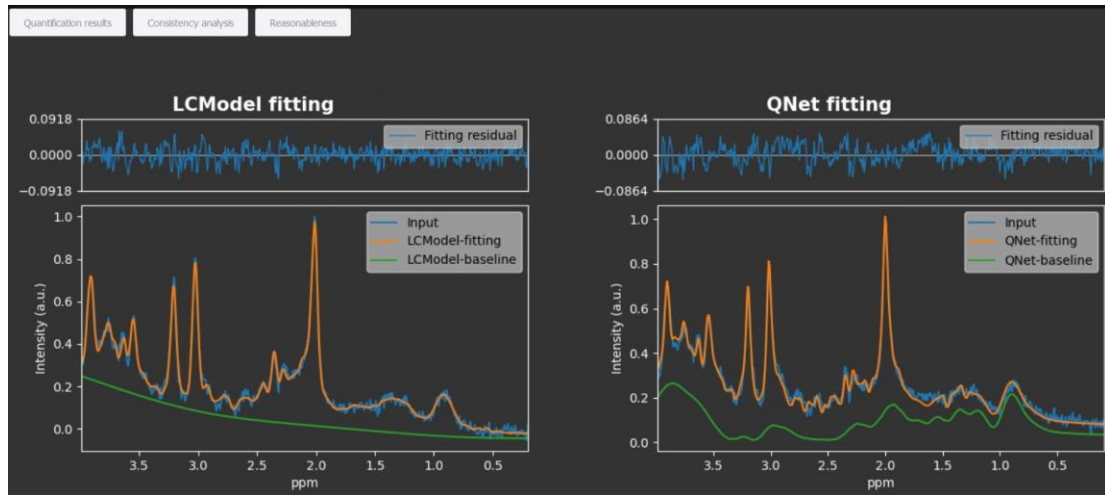 Quantification results
Consistency analysis
Reasonableness
LCModel fitting
0.0918
0.0000
−0.0918
Fitting residual
1.0
0.8
0.6
0.4
0.2
0.0
Intensity (a.u.)
Input
LCModel-fitting
LCModel-baseline
3.5 3.0 2.5 2.0 1.5 1.0 0.5
ppm
QNet fitting
0.0864
0.0000
−0.0864
Fitting residual
1.0
0.8
0.6
0.4
0.2
0.0
Intensity (a.u.)
Input
QNet-fitting
QNet-baseline
3.5 3.0 2.5 2.0 1.5 1.0 0.5
ppm